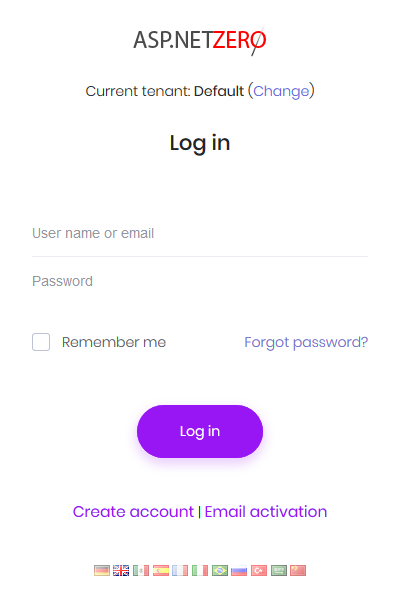 ASP.NETZERO
Current tenant: Default (Change)
Log in
User name or email
Password
Remember me Forgot password?
Log in
Create account | Email activation